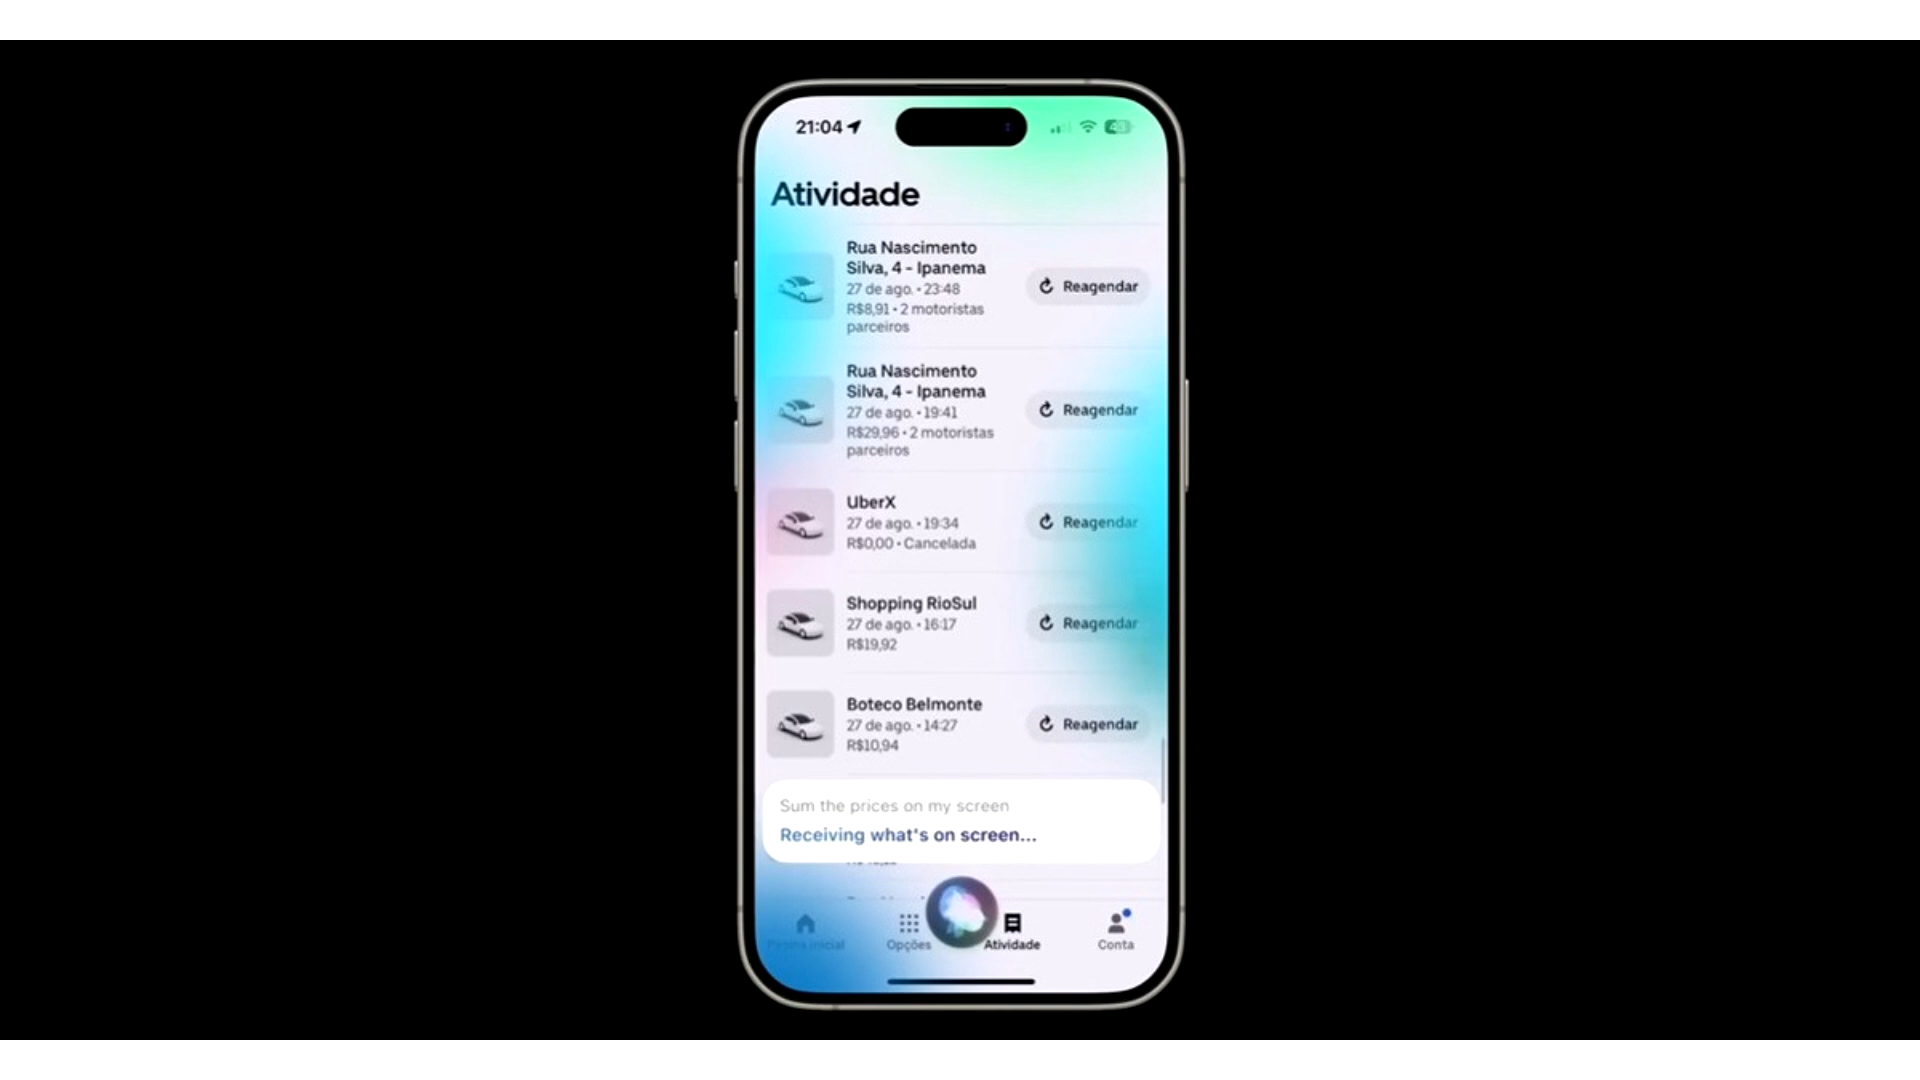 21:04
Atividade
Rua Nascimento
Silva, 4 - Ipanema
27 de ago. • 23:48
R$8,91 • 2 motoristas
parceiros
Reagendar
Rua Nascimento
Silva, 4 - Ipanema
27 de ago. • 19:41
R$29,96 • 2 motoristas
parceiros
Reagendar
UberX
27 de ago. • 19:34
R$0,00 • Cancelada
Reagendar
Shopping RioSul
27 de ago. • 16:17
R$19,92
Reagendar
Boteco Belmonte
27 de ago. • 14:27
R$10,94
Reagendar
Sum the prices on my screen
Receiving what's on screen...
Página inicial
Opções
Atividade
Conta